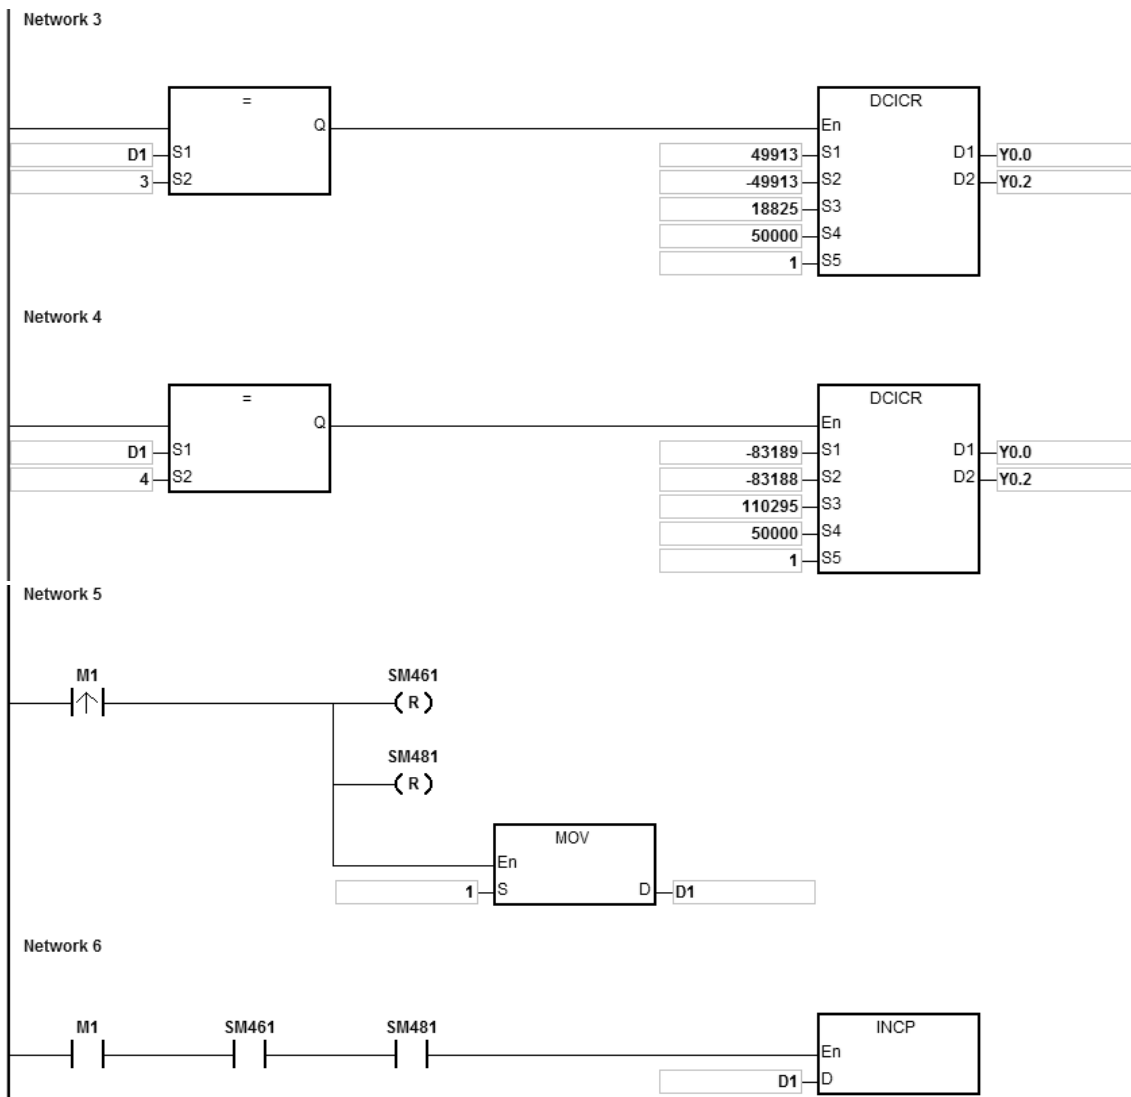 Network 3
=
Q
D1 S1
3 S2
DCICR
En
49913 S1 D1 Y0.0
-49913 S2 D2 Y0.2
18825 S3
50000 S4
1 S5
Network 4
=
Q
D1 S1
4 S2
DCICR
En
-83189 S1 D1 Y0.0
-83188 S2 D2 Y0.2
110295 S3
50000 S4
1 S5
Network 5
M1 SM461
R
SM481
R
MOV
En
1 S D D1
Network 6
M1 SM461 SM481 INCP
En
D1 D